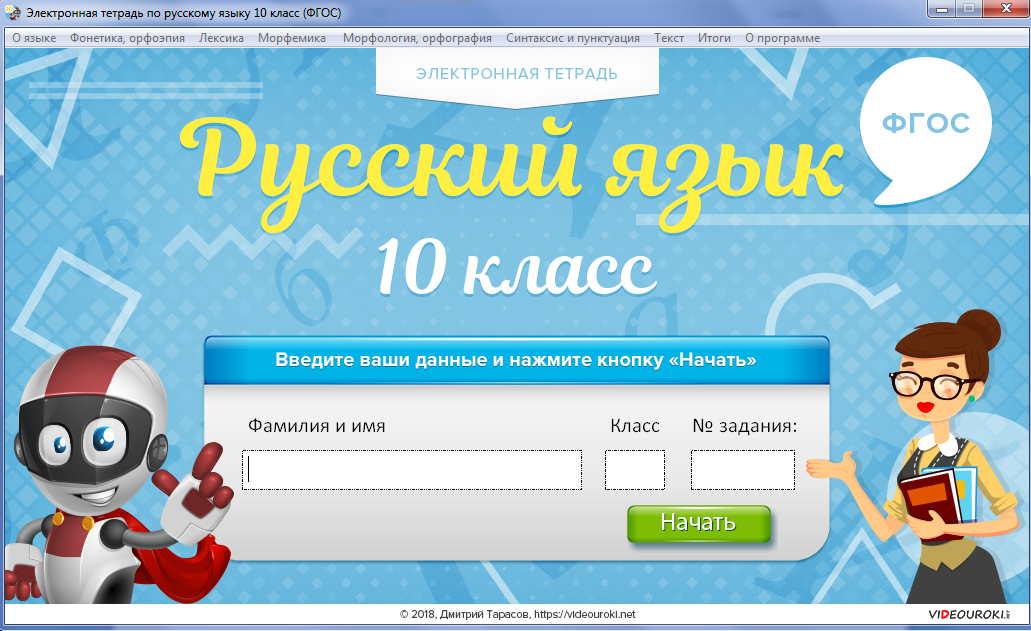 Электронная тетрадь по русскому языку 10 класс (ФГОС)
О языке Фонетика, орфоэпия Лексика Морфемика Морфология, орфография Синтаксис и пунктуация Текст Итоги О программе
ЭЛЕКТРОННАЯ ТЕТРАДЬ
ФГОС
Русский язык
10 класс
Введите ваши данные и нажмите кнопку «Начать»
Фамилия и имя Класс № задания:
Начать
© 2018, Дмитрий Тарасов, https://videouroki.net
VIDEOUROKI.net